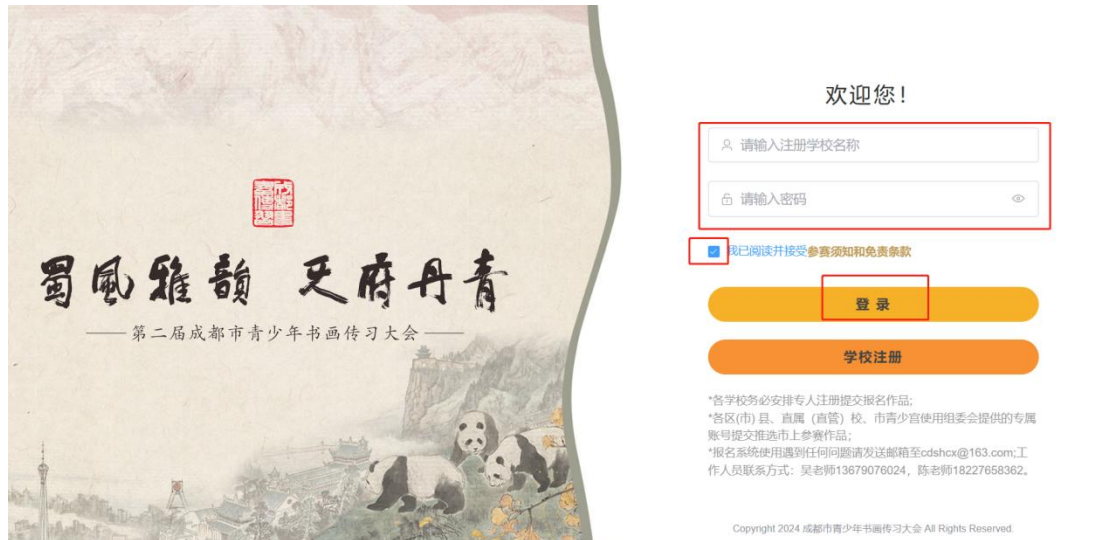 蜀风雅韵 天府丹青
第二届成都市青少年书画传习大会
欢迎您！
请输入注册学校名称
请输入密码
我已阅读并接受参赛须知和免责条款
登 录
学校注册
*各学校务必安排专人注册提交报名作品;
*各区(市) 县、直属 (直管) 校、市青少宫使用组委会提供的专属
账号提交推选市上参赛作品;
*报名系统使用遇到任何问题请发送邮箱至cdshcx@163.com;工
作人员联系方式：吴老师13679076024，陈老师18227658362。
Copyright 2024 成都市青少年书画传习大会 All Rights Reserved.